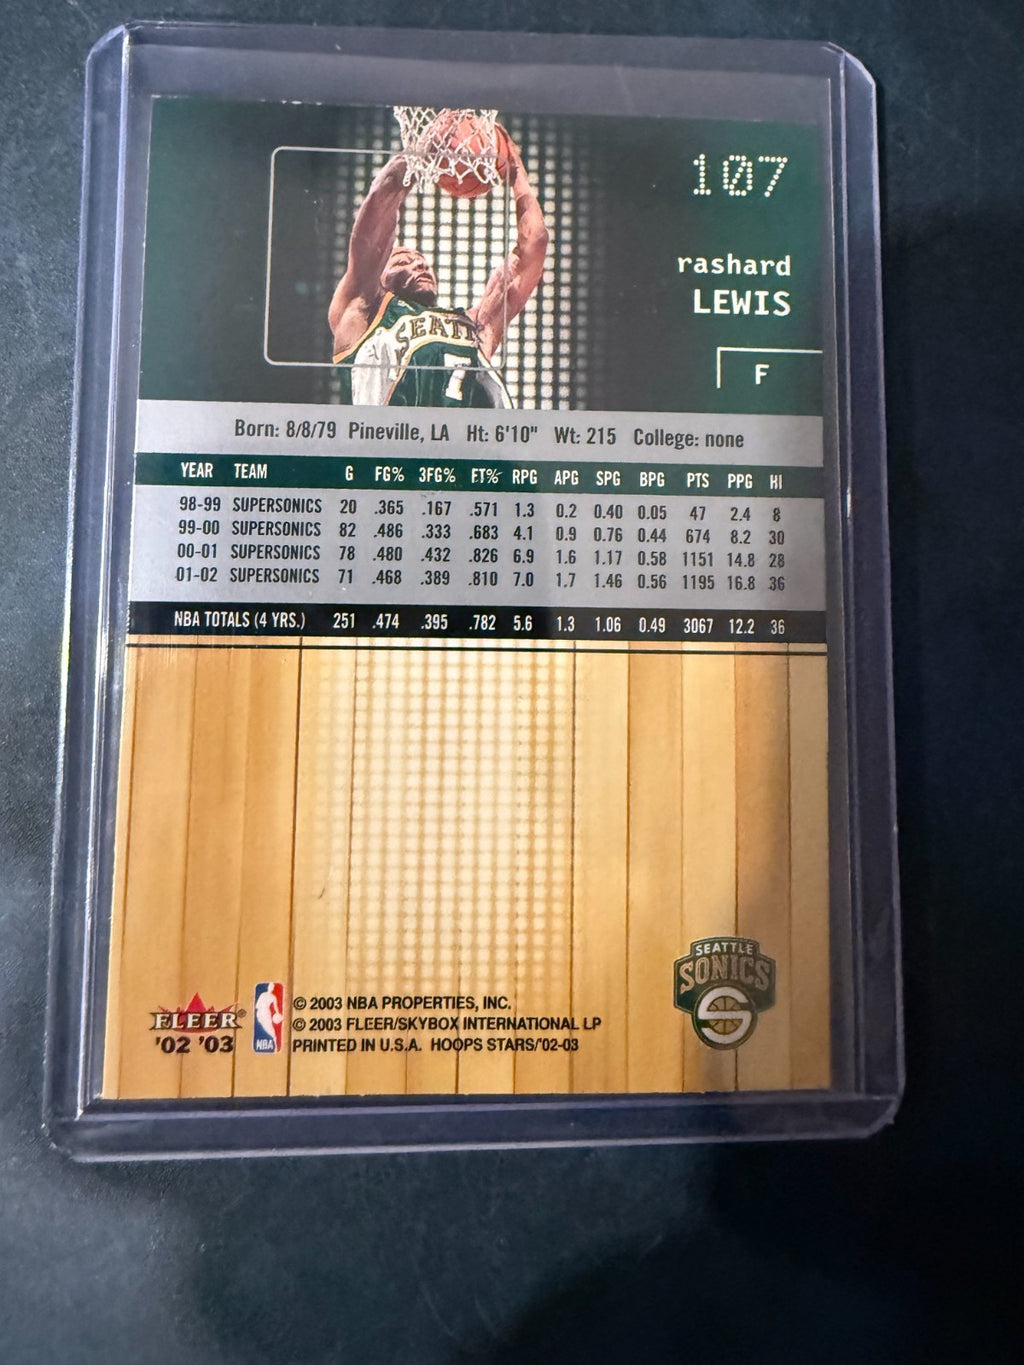 107
rashard
LEWIS
F
SEATT
7
Born: 8/8/79 Pineville, LA Ht: 6'10" Wt: 215 College: none
YEAR TEAM G FG% 3FG% FT% RPG APG SPG BPG PTS PPG HI
98-99 SUPERSONICS 20 .365 .167 .571 1.3 0.2 0.40 0.05 47 2.4 8
99-00 SUPERSONICS 82 .486 .333 .683 4.1 0.9 0.76 0.44 674 8.2 30
00-01 SUPERSONICS 78 .480 .432 .826 6.9 1.6 1.17 0.58 1151 14.8 28
01-02 SUPERSONICS 71 .468 .389 .810 7.0 1.7 1.46 0.56 1195 16.8 36
NBA TOTALS (4 YRS.) 251 .474 .395 .782 5.6 1.3 1.06 0.49 3067 12.2 36
SEATTLE
SONICS
S
FLEER®
'02 '03
NBA
© 2003 NBA PROPERTIES, INC.
© 2003 FLEER/SKYBOX INTERNATIONAL LP
PRINTED IN U.S.A. HOOPS STARS/'02-03